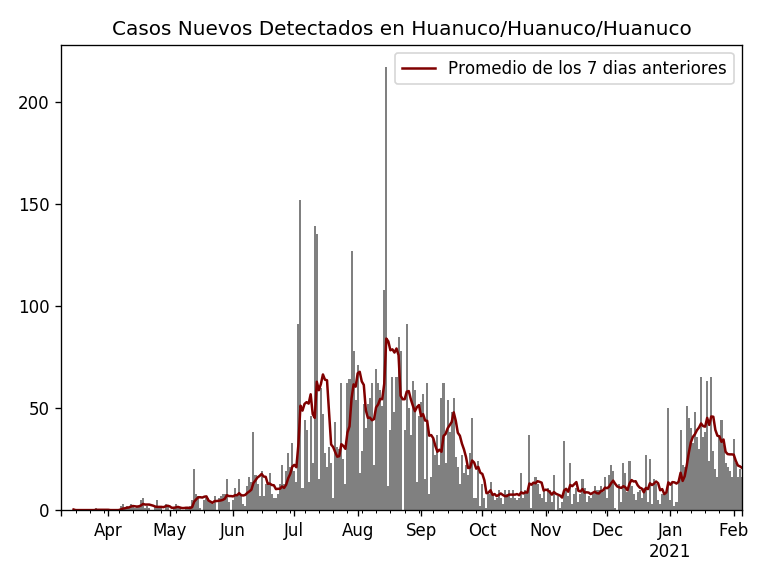 Casos Nuevos Detectados en Huanuco/Huanuco/Huanuco
Promedio de los 7 dias anteriores
200
150
100
50
0
Apr May Jun Jul Aug Sep Oct Nov Dec Jan Feb
2021